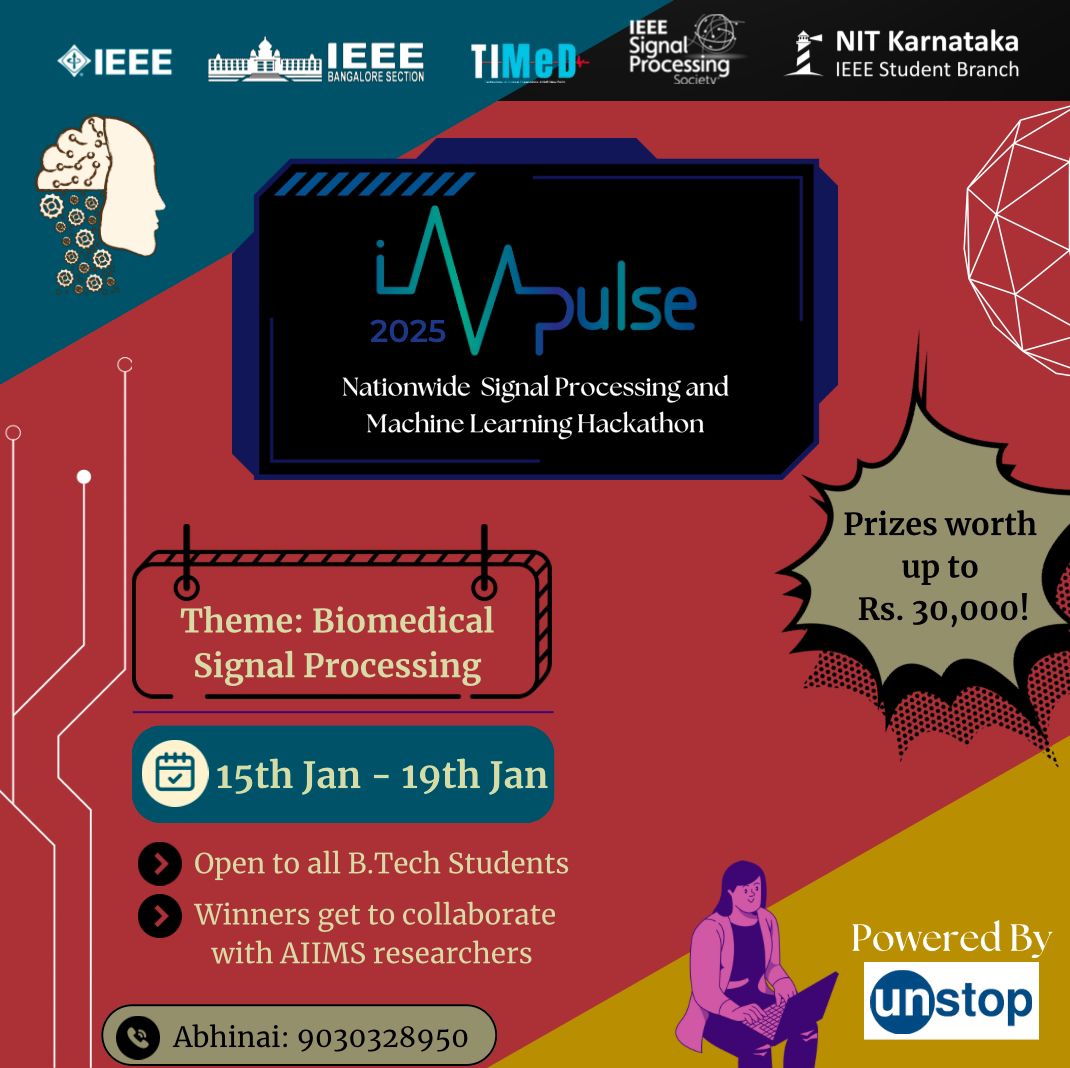 IEEE
IEEE
BANGALORE SECTION
TIMeD
IEEE
Signal
Processing
Society
NIT Karnataka
IEEE Student Branch
impulse
2025
Nationwide Signal Processing and
Machine Learning Hackathon
Prizes worth
up to
Rs. 30,000!
Theme: Biomedical
Signal Processing
15th Jan - 19th Jan
Open to all B.Tech Students
Winners get to collaborate
with AIIMS researchers
Powered By
unstop
Abhinai: 9030328950